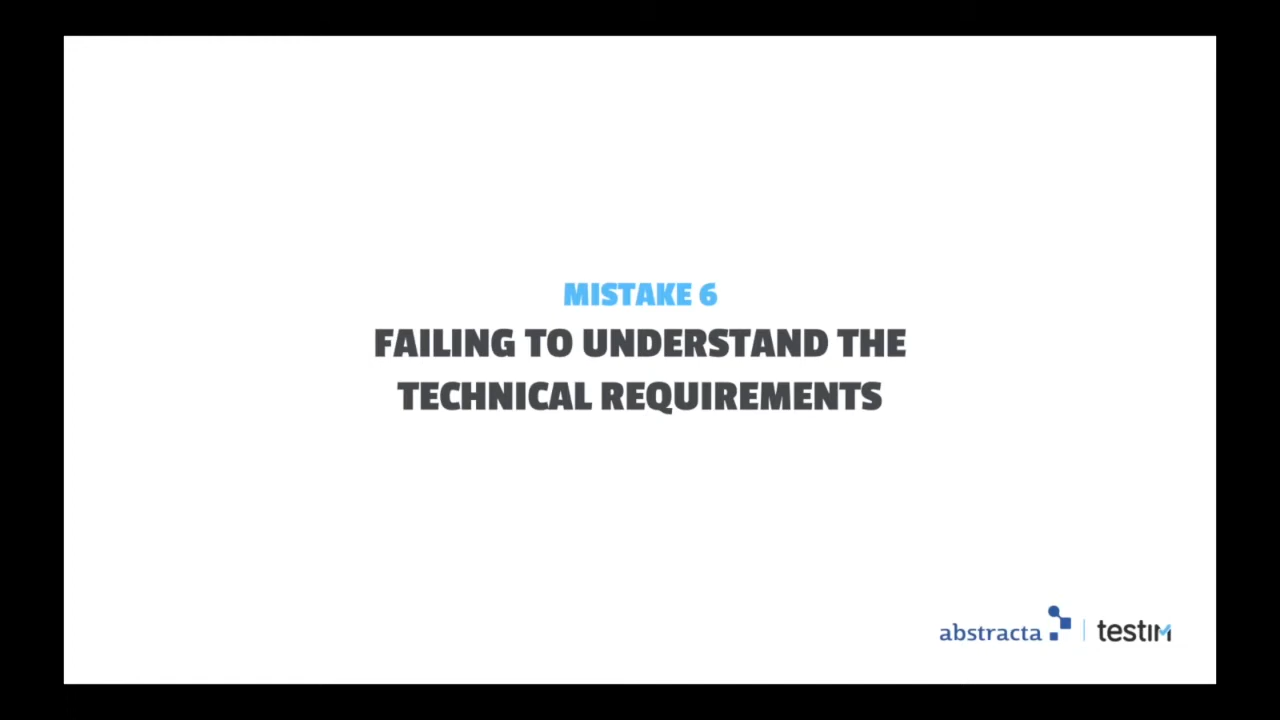 MISTAKE 6
FAILING TO UNDERSTAND THE
TECHNICAL REQUIREMENTS
abstracta | testim